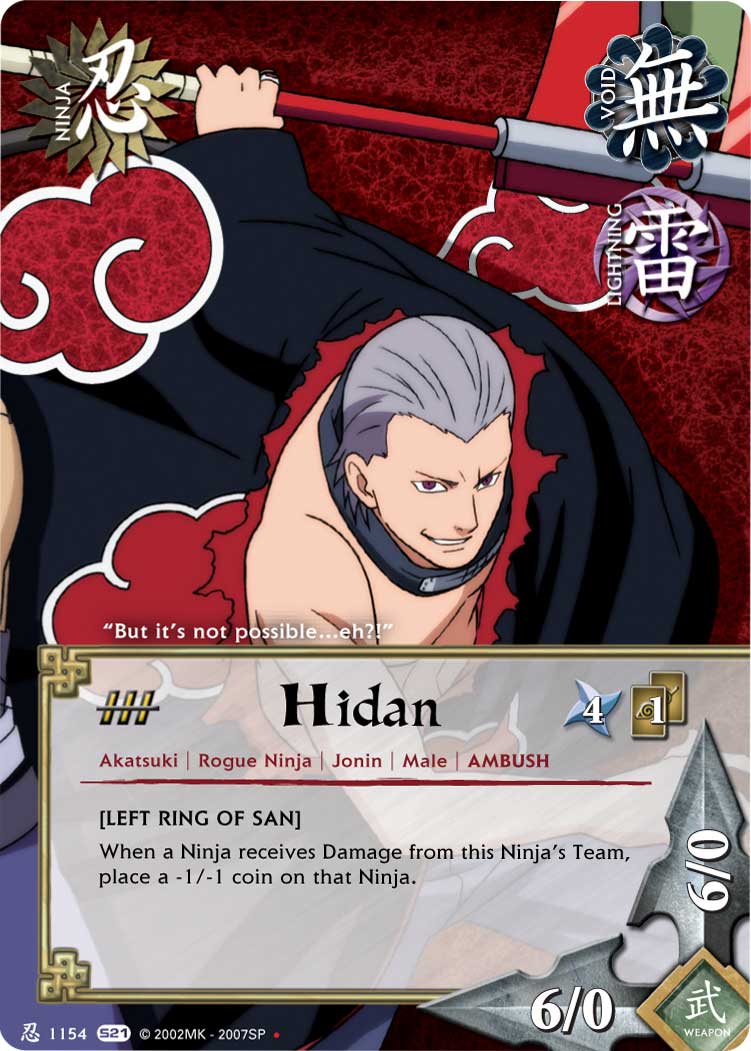 忍
NINJA
無
VOID
雷
LIGHTNING
“But it's not possible...eh?!”
Hidan
4
1
Akatsuki | Rogue Ninja | Jonin | Male | AMBUSH
[LEFT RING OF SAN]
When a Ninja receives Damage from this Ninja's Team,
place a -1/-1 coin on that Ninja.
6/0
6/0
武
WEAPON
忍 1154 S21 © 2002MK - 2007SP